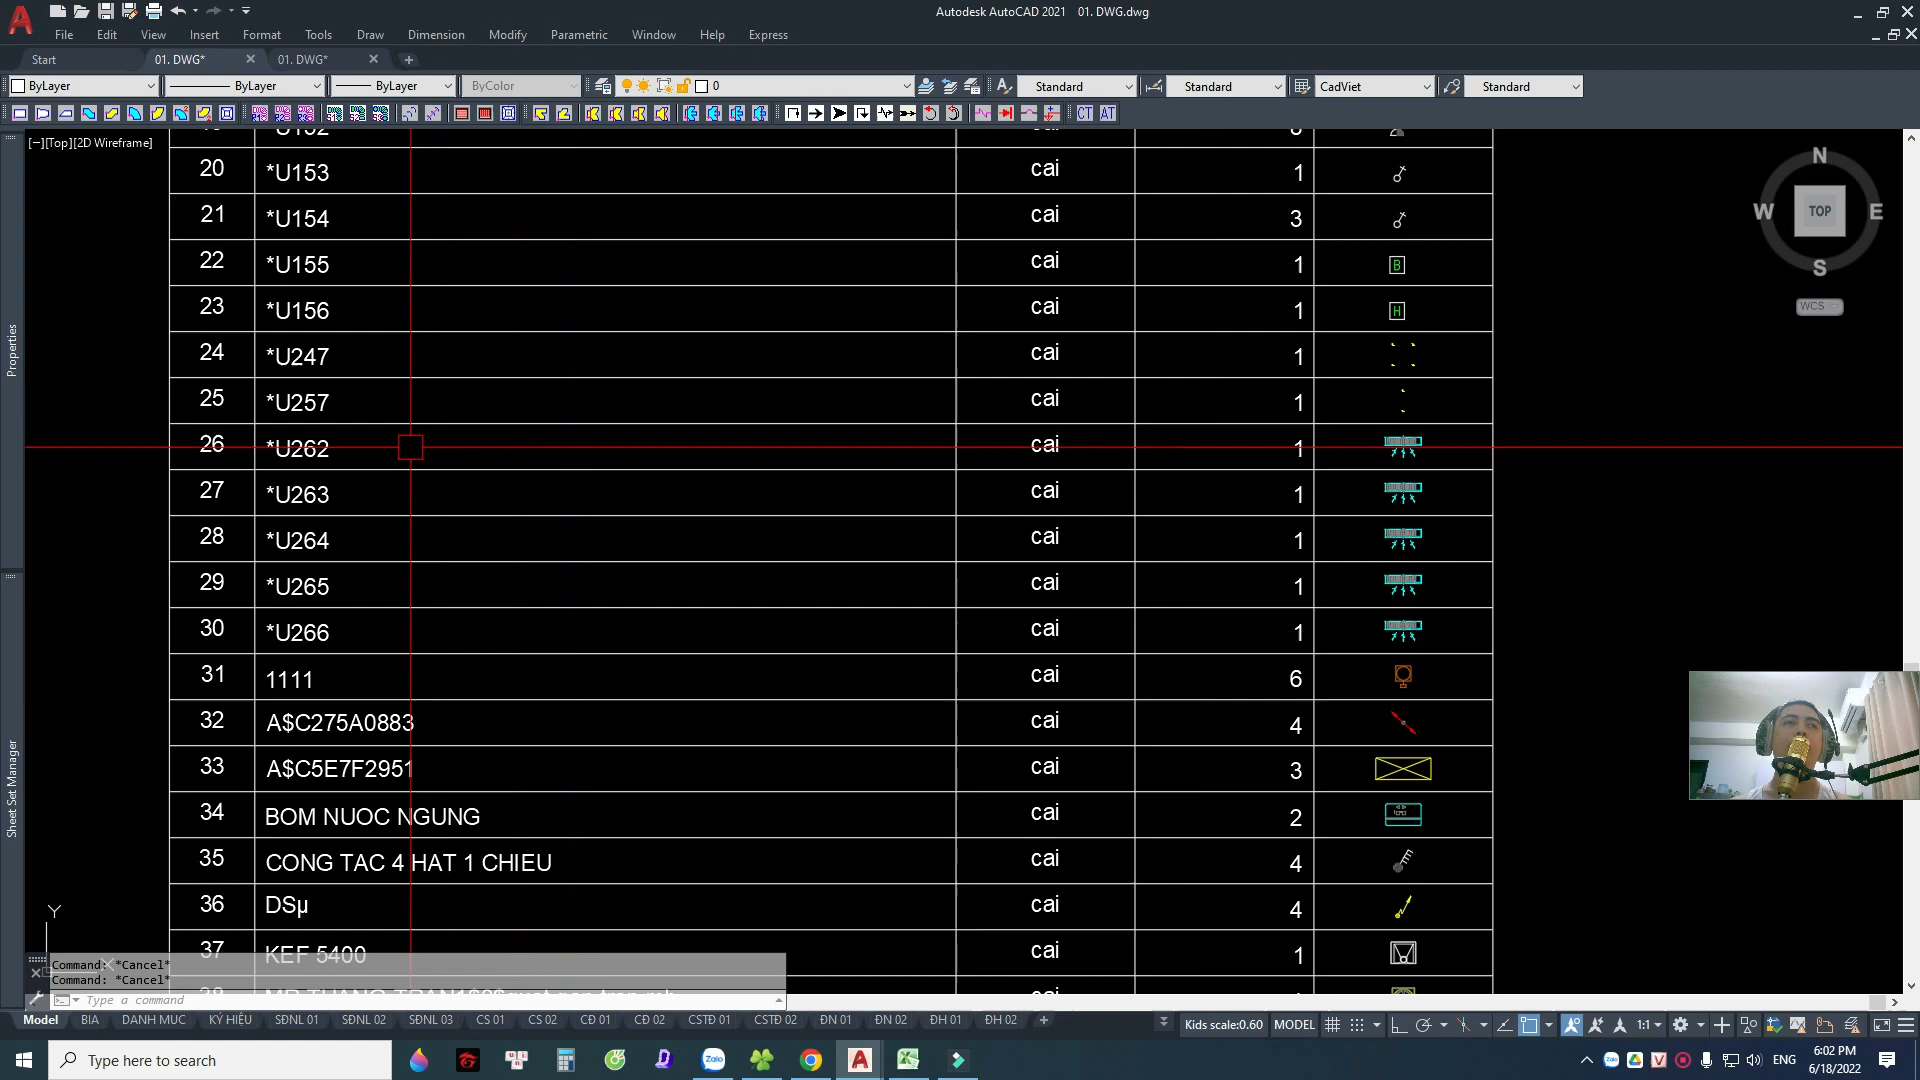 Autodesk AutoCAD 2021 01. DWG.dwg
File Edit View Insert Format Tools Draw Dimension Modify Parametric Window Help Express
Start 01. DWG* 01. DWG*
ByLayer ByLayer ByLayer ByColor 0 Standard Standard CadViet Standard
CT AT
[−][Top][2D Wireframe]
20 *U153 cai 1
21 *U154 cai 3
22 *U155 cai 1 B
23 *U156 cai 1 H
24 *U247 cai 1
25 *U257 cai 1
26 *U262 cai 1
27 *U263 cai 1
28 *U264 cai 1
29 *U265 cai 1
30 *U266 cai 1
31 1111 cai 6
32 A$C275A0883 cai 4
33 A$C5E7F2951 cai 3
34 BOM NUOC NGUNG cai 2
35 CONG TAC 4 HAT 1 CHIEU cai 4
36 DSµ cai 4
37 KEF 5400 cai 1
N
W TOP E
S
WCS
Properties
Sheet Set Manager
Y
Command: *Cancel*
Command: *Cancel*
Type a command
Model BIA DANH MUC KÝ HIỆU SĐNL 01 SĐNL 02 SĐNL 03 CS 01 CS 02 CĐ 01 CĐ 02 CSTĐ 01 CSTĐ 02 ĐN 01 ĐN 02 ĐH 01 ĐH 02
Kids scale:0.60 MODEL 1:1
Type here to search
Zalo
ENG
6:02 PM
6/18/2022